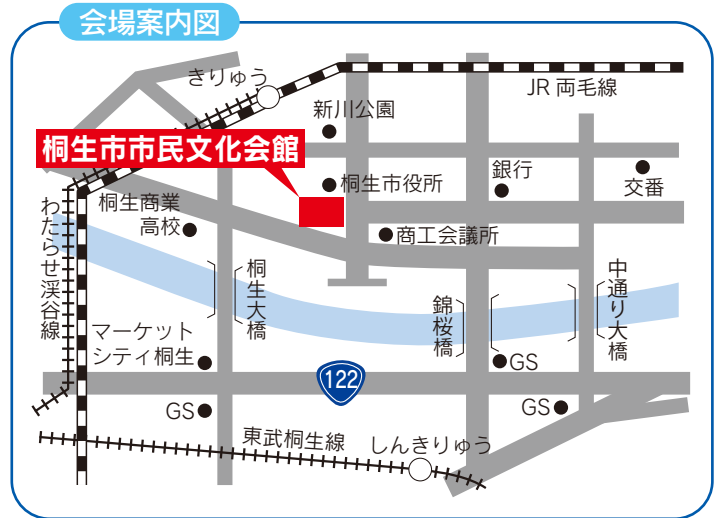 会場案内図
きりゅう
JR 両毛線
新川公園
桐生市市民文化会館
銀行
交番
桐生市役所
桐生商業
高校
商工会議所
わたらせ渓谷線
桐生大橋
錦桜橋
中通り大橋
マーケット
シティ桐生
GS
122
GS
GS
東武桐生線
しんきりゅう